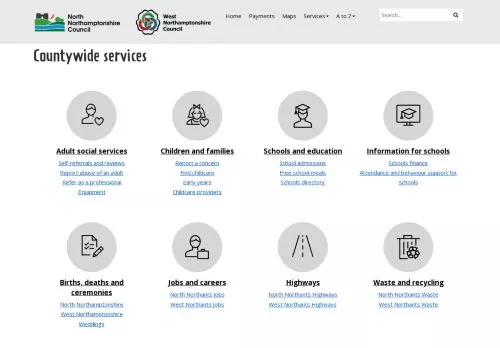 North
Northamptonshire
Council
West
Northamptonshire
Council
Home Payments Maps Services A to Z
Search...
Countywide services
Adult social services
Self-referrals and reviews
Report abuse of an adult
Refer as a professional
Equipment
Children and families
Report a concern
Find childcare
Early years
Childcare providers
Schools and education
School admissions
Free school meals
Schools directory
Information for schools
Schools finance
Attendance and behaviour support for
schools
Births, deaths and
ceremonies
North Northamptonshire
West Northamptonshire
Weddings
Jobs and careers
North Northants Jobs
West Northants Jobs
Highways
North Northants Highways
West Northants Highways
Waste and recycling
North Northants Waste
West Northants Waste